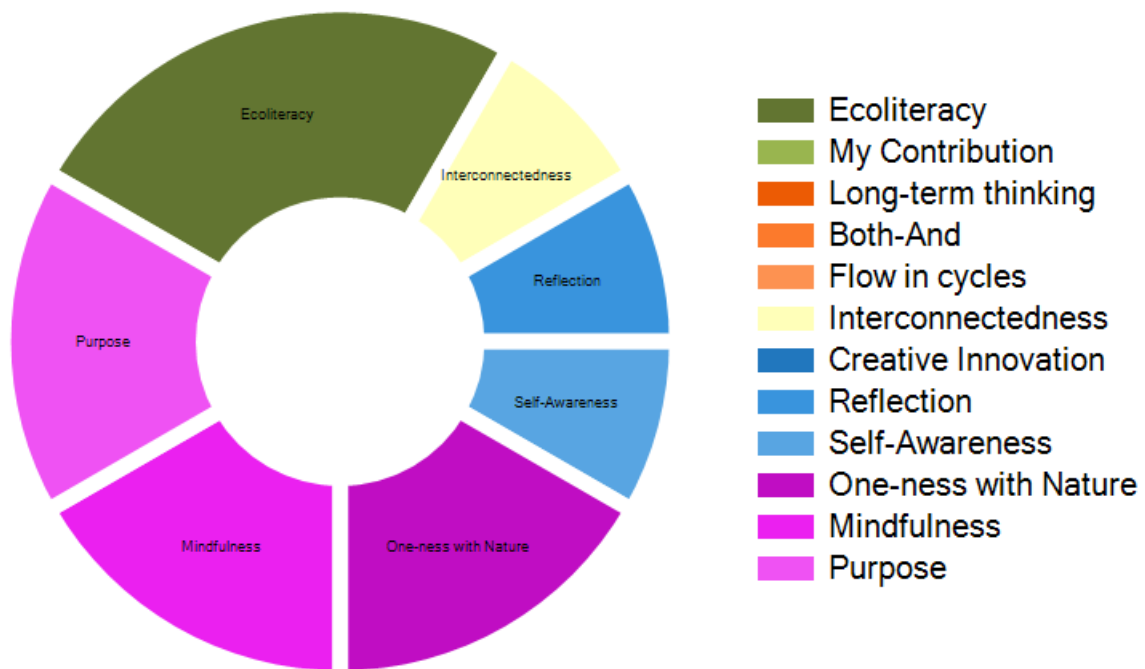 Ecoliteracy
Interconnectedness
Reflection
Self-Awareness
One-ness with Nature
Mindfulness
Purpose
Ecoliteracy
My Contribution
Long-term thinking
Both-And
Flow in cycles
Interconnectedness
Creative Innovation
Reflection
Self-Awareness
One-ness with Nature
Mindfulness
Purpose